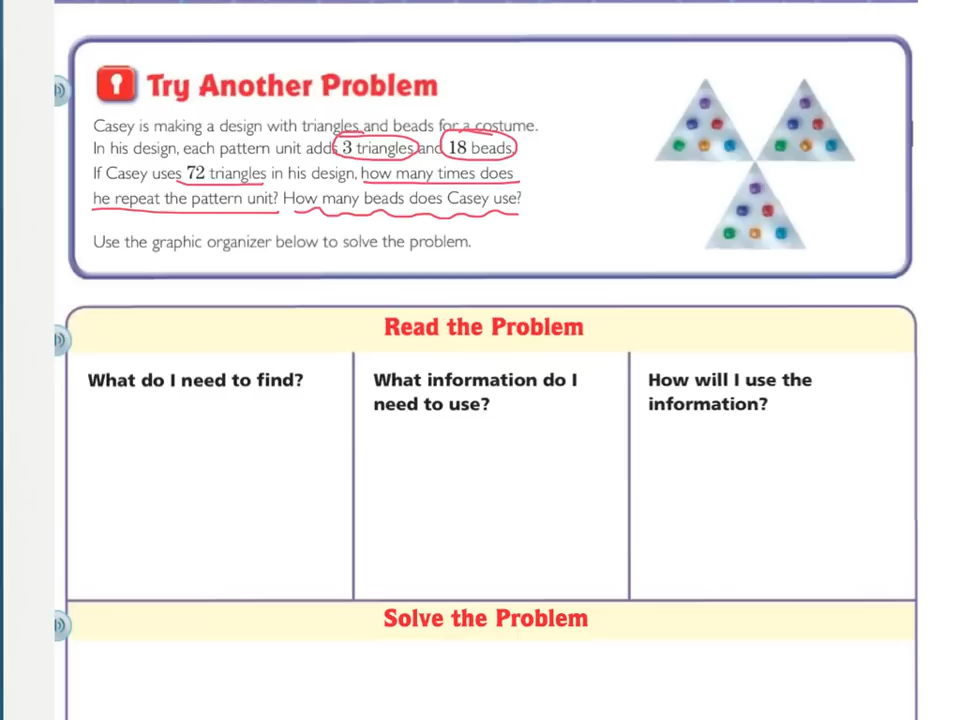 Try Another Problem
Casey is making a design with triangles and beads for a costume.
In his design, each pattern unit adds 3 triangles and 18 beads.
If Casey uses 72 triangles in his design, how many times does
he repeat the pattern unit? How many beads does Casey use?
Use the graphic organizer below to solve the problem.
Read the Problem
What do I need to find?
What information do I
need to use?
How will I use the
information?
Solve the Problem